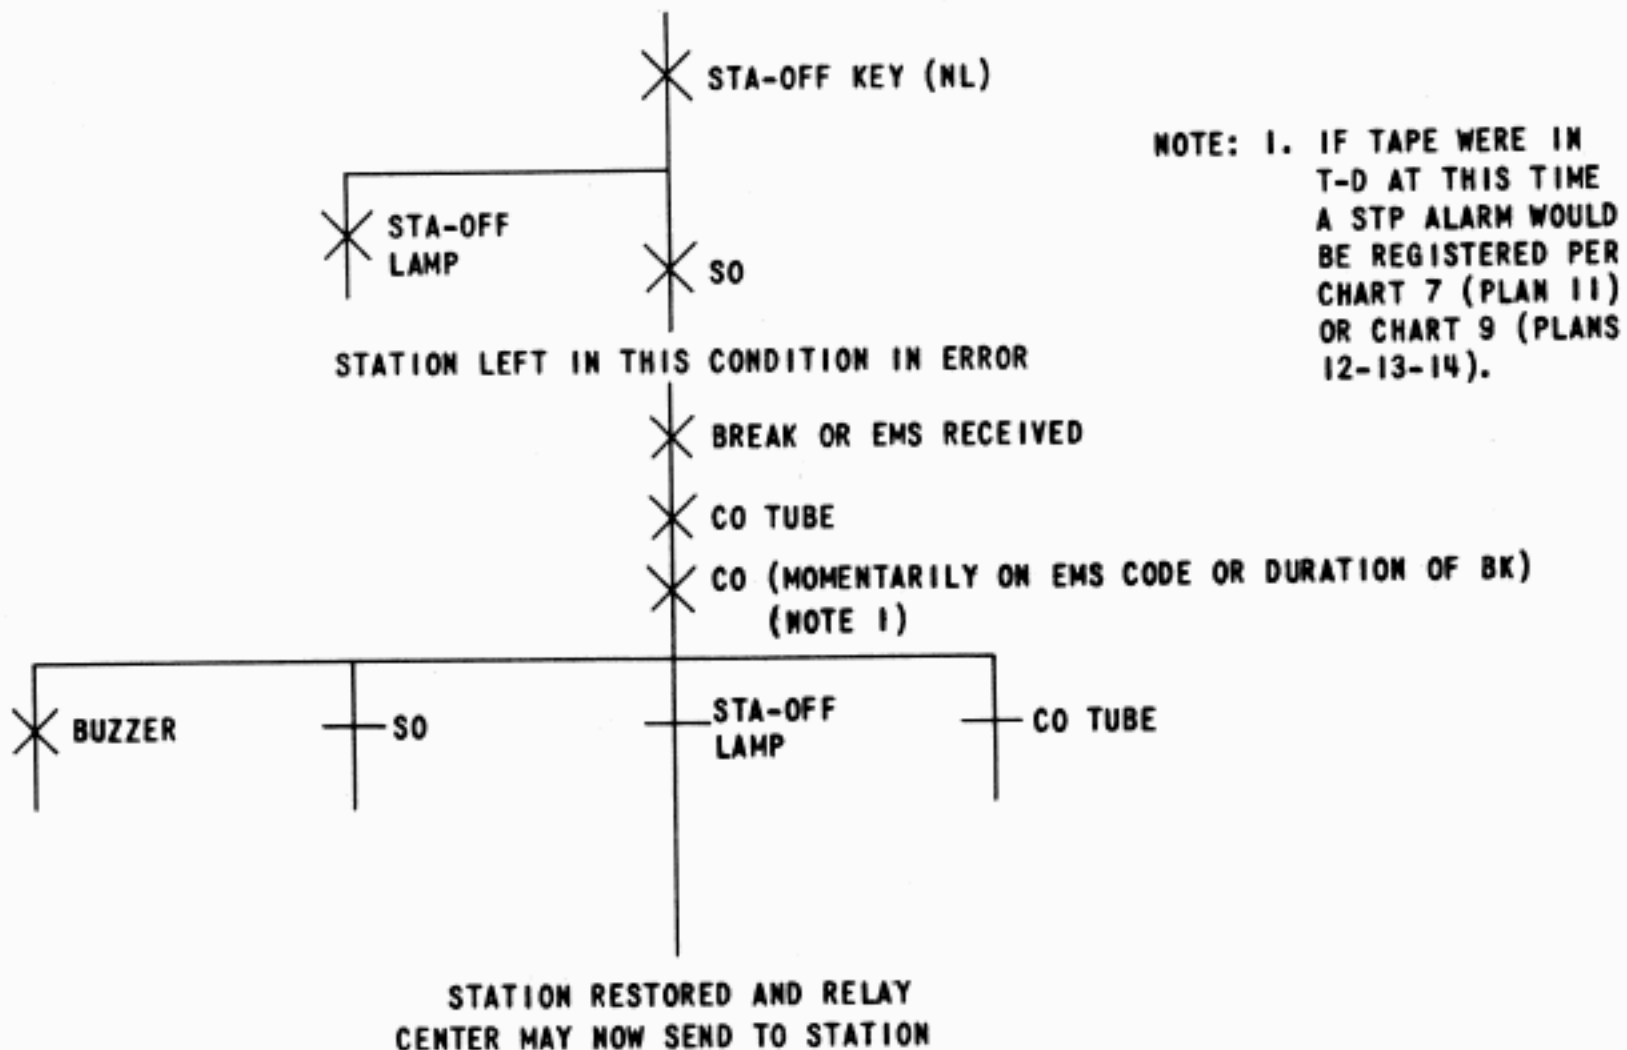 STA-OFF KEY (NL)
NOTE: 1. IF TAPE WERE IN
T-D AT THIS TIME
A STP ALARM WOULD
BE REGISTERED PER
CHART 7 (PLAN 11)
OR CHART 9 (PLANS
12-13-14).
STA-OFF
LAMP
SO
STATION LEFT IN THIS CONDITION IN ERROR
BREAK OR EMS RECEIVED
CO TUBE
CO (MOMENTARILY ON EMS CODE OR DURATION OF BK)
(NOTE 1)
BUZZER
SO
STA-OFF
LAMP
CO TUBE
STATION RESTORED AND RELAY
CENTER MAY NOW SEND TO STATION